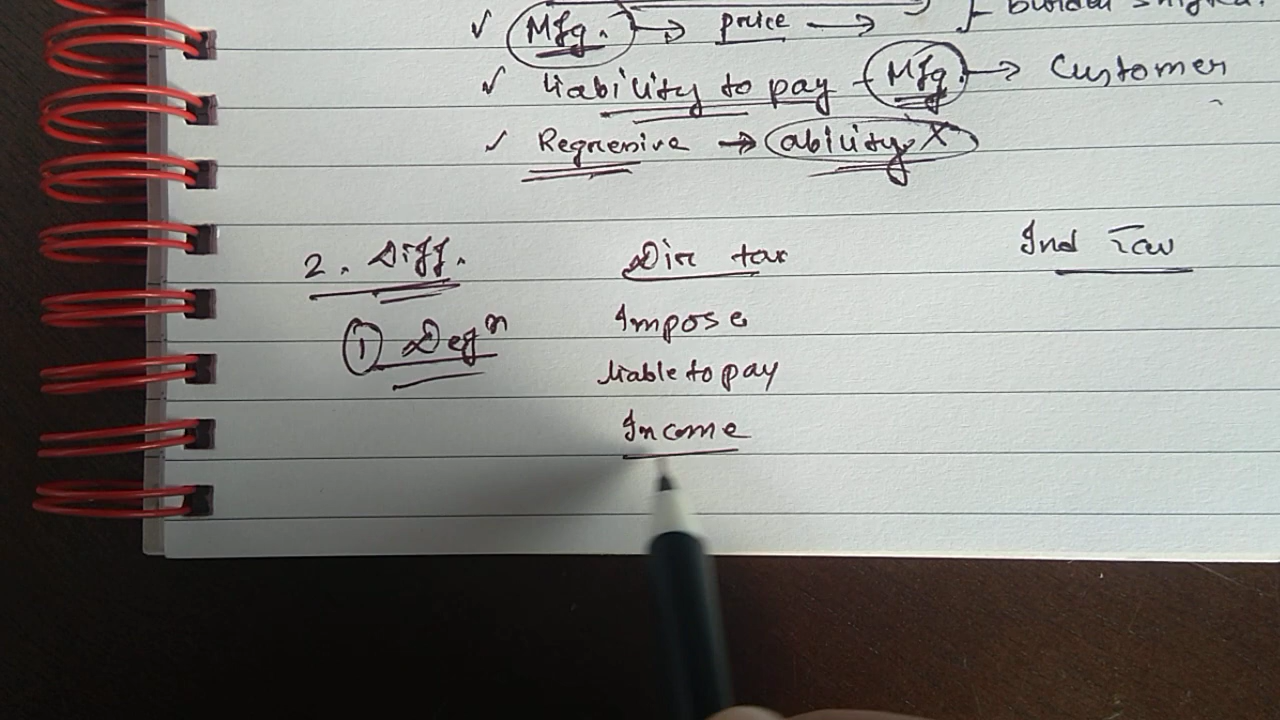 ✓ Mfg. → price → } burden
✓ liability to pay - Mfg. → Customer
✓ Regressive → ability X
2. Diff. Dir tax Ind Tax
① Defⁿ Impose
liable to pay
Income